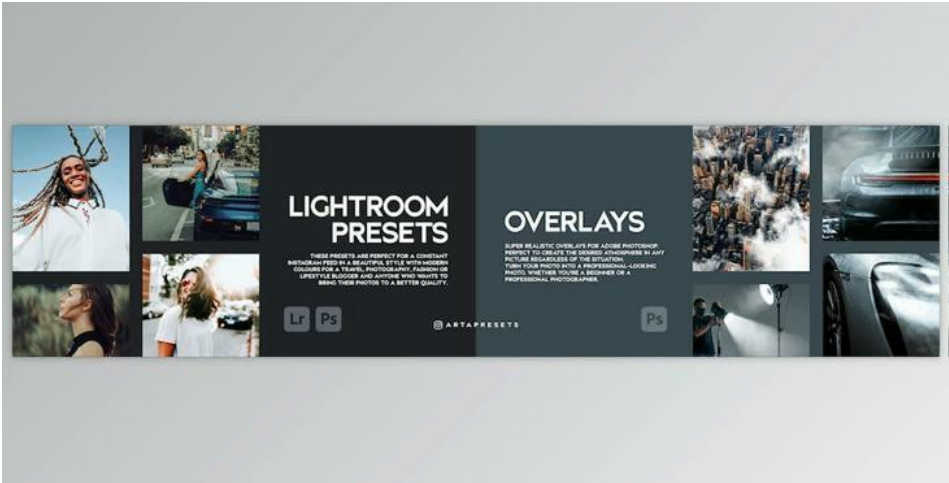 LIGHTROOM
PRESETS
THESE PRESETS ARE PERFECT FOR A CONSTANT
INSTAGRAM FEED IN A BEAUTIFUL STYLE WITH MODERN
COLOURS FOR A TRAVEL, PHOTOGRAPHY, FASHION OR
LIFESTYLE BLOGGER AND ANYONE WHO WANTS TO
BRING THEIR PHOTOS TO A BETTER QUALITY.
Lr Ps
OVERLAYS
SUPER REALISTIC OVERLAYS FOR ADOBE PHOTOSHOP.
PERFECT TO CREATE THE DESIRED ATMOSPHERE IN ANY
PICTURE REGARDLESS OF THE SITUATION.
TURN YOUR PHOTO INTO A PROFESSIONAL-LOOKING
PHOTO, WHETHER YOU'RE A BEGINNER OR A
PROFESSIONAL PHOTOGRAPHER.
Ps
ARTAPRESETS